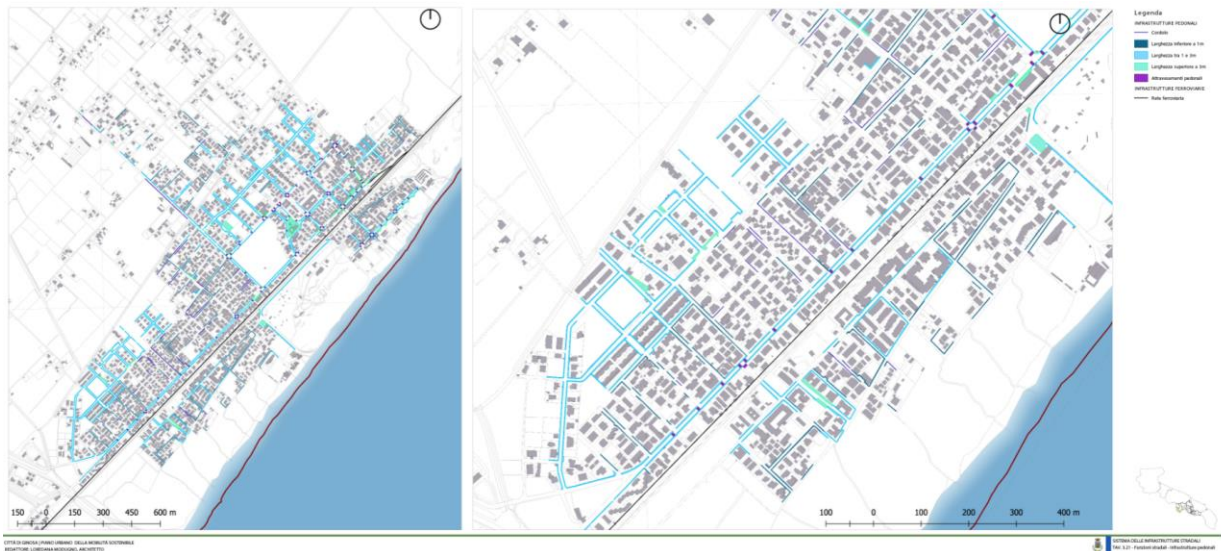 Legenda
INFRASTRUTTURE PEDONALI
Cordolo
Larghezza inferiore a 1m
Larghezza tra 1 e 3m
Larghezza superiore a 3m
Attraversamenti pedonali
INFRASTRUTTURE FERROVIARIE
Rete ferroviaria
150 0 150 300 450 600 m
100 0 100 200 300 400 m
CITTÀ DI GINOSA | PIANO URBANO DELLA MOBILITÀ SOSTENIBILE
REDATTORE: LOREDANA MODUGNO, ARCHITETTO
SISTEMA DELLE INFRASTRUTTURE STRADALI
TAV. 3.21 - Funzioni stradali - Infrastrutture pedonali